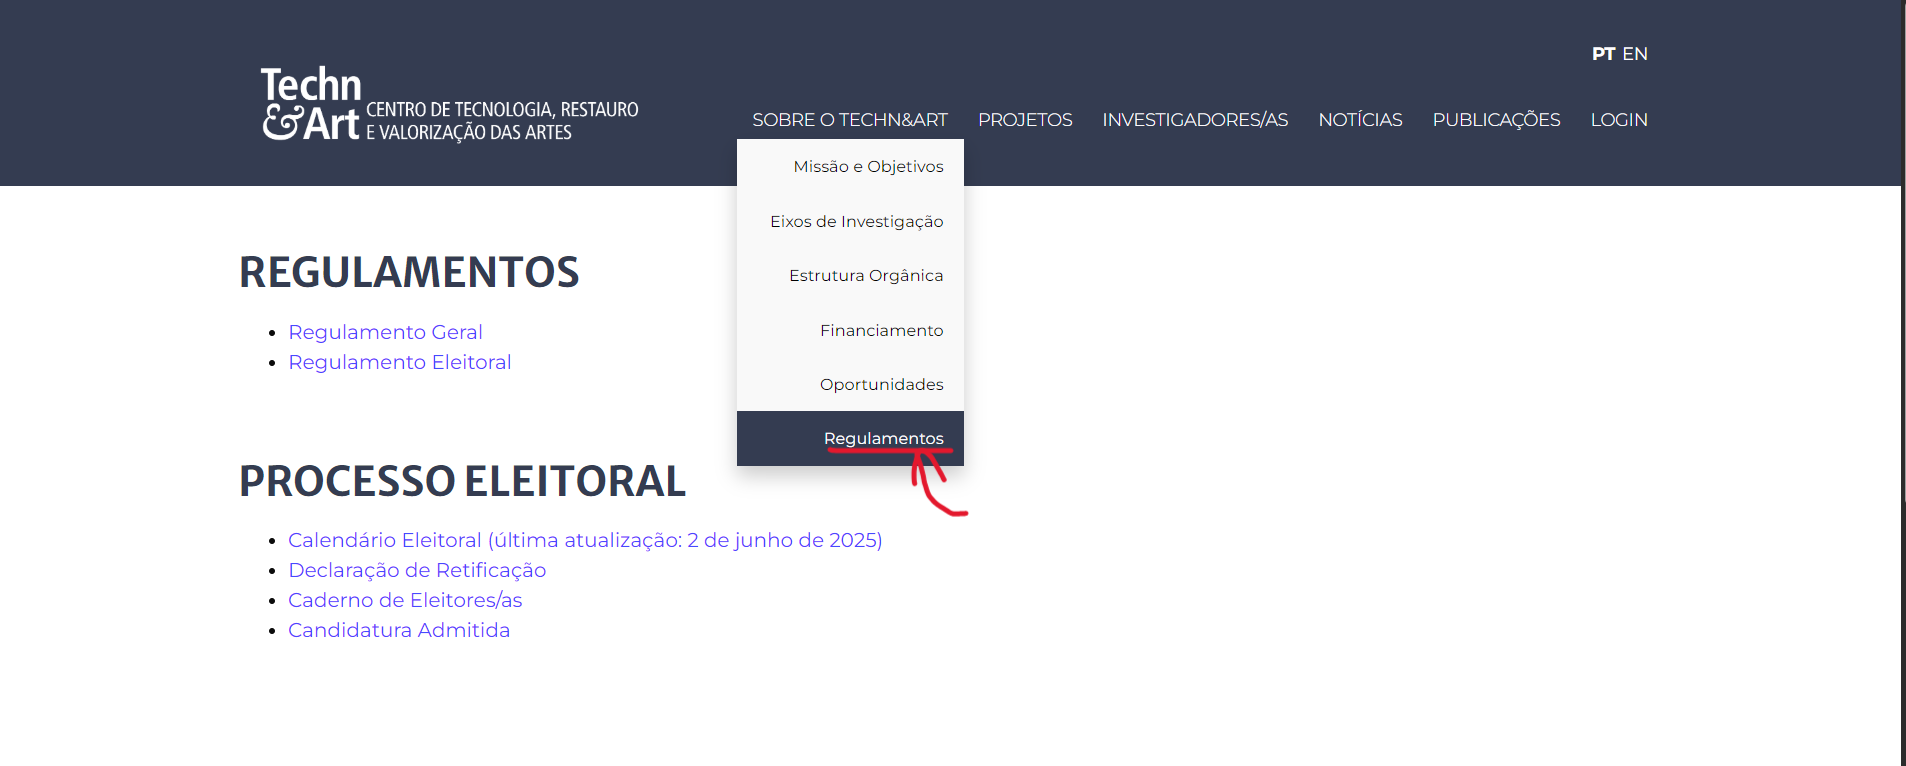 PT EN
Techn
&Art CENTRO DE TECNOLOGIA, RESTAURO
E VALORIZAÇÃO DAS ARTES
SOBRE O TECHN&ART PROJETOS INVESTIGADORES/AS NOTÍCIAS PUBLICAÇÕES LOGIN
Missão e Objetivos
Eixos de Investigação
Estrutura Orgânica
Financiamento
Oportunidades
Regulamentos
REGULAMENTOS
Regulamento Geral
Regulamento Eleitoral
PROCESSO ELEITORAL
Calendário Eleitoral (última atualização: 2 de junho de 2025)
Declaração de Retificação
Caderno de Eleitores/as
Candidatura Admitida